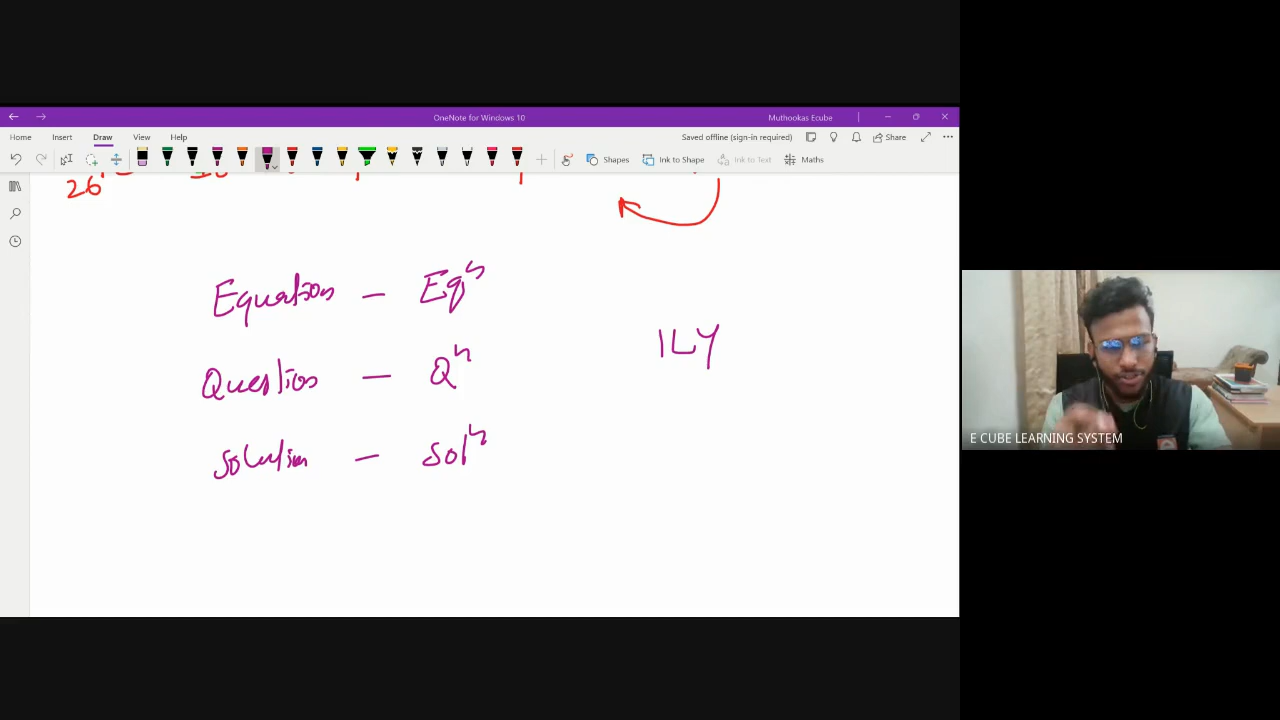 OneNote for Windows 10
Muthookas Ecube
Home Insert Draw View Help
Saved offline (sign-in required)
Share
Shapes Ink to Shape Ink to Text Maths
26
Equation – Eqⁿ
Question – Qⁿ
ILY
Solution – Solⁿ
E CUBE LEARNING SYSTEM